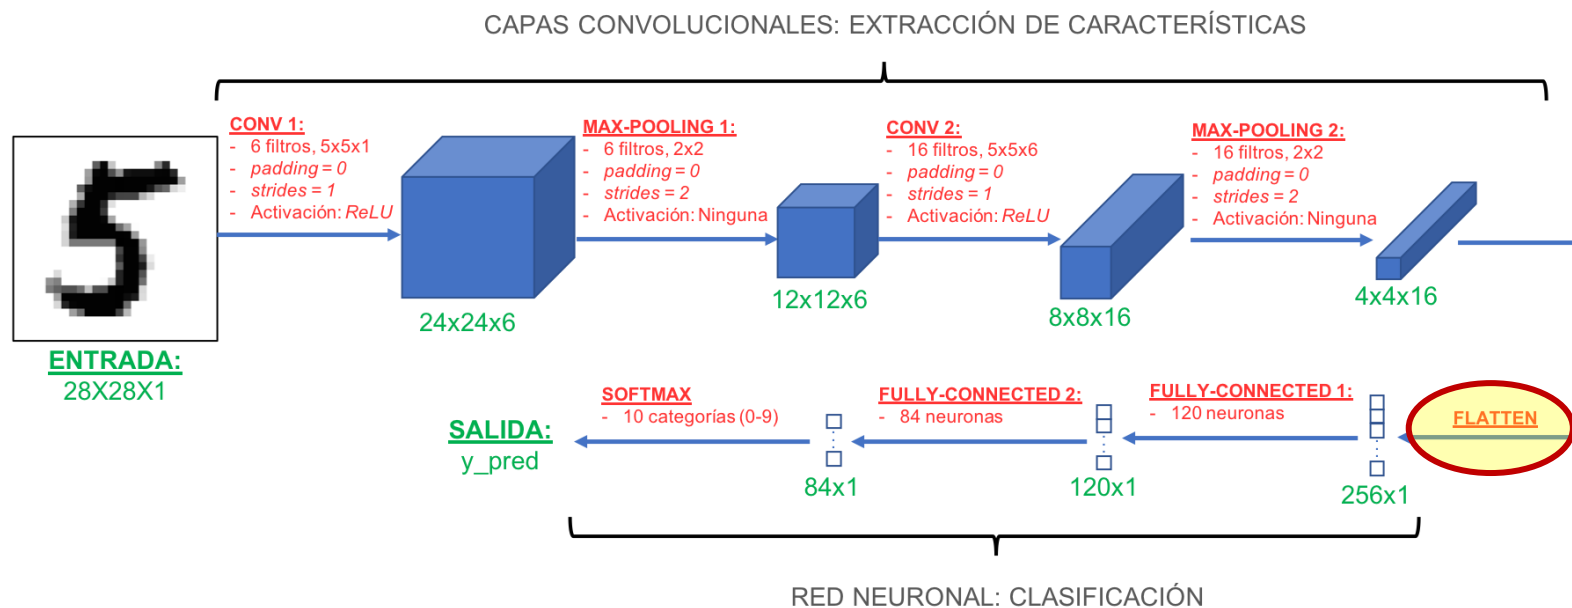 CAPAS CONVOLUCIONALES: EXTRACCIÓN DE CARACTERÍSTICAS
CONV 1:
- 6 filtros, 5x5x1
- padding = 0
- strides = 1
- Activación: ReLU
MAX-POOLING 1:
- 6 filtros, 2x2
- padding = 0
- strides = 2
- Activación: Ninguna
CONV 2:
- 16 filtros, 5x5x6
- padding = 0
- strides = 1
- Activación: ReLU
MAX-POOLING 2:
- 16 filtros, 2x2
- padding = 0
- strides = 2
- Activación: Ninguna
5
ENTRADA:
28X28X1
24x24x6
12x12x6
8x8x16
4x4x16
FLATTEN
256x1
FULLY-CONNECTED 1:
- 120 neuronas
120x1
FULLY-CONNECTED 2:
- 84 neuronas
84x1
SOFTMAX
- 10 categorías (0-9)
SALIDA:
y_pred
RED NEURONAL: CLASIFICACIÓN